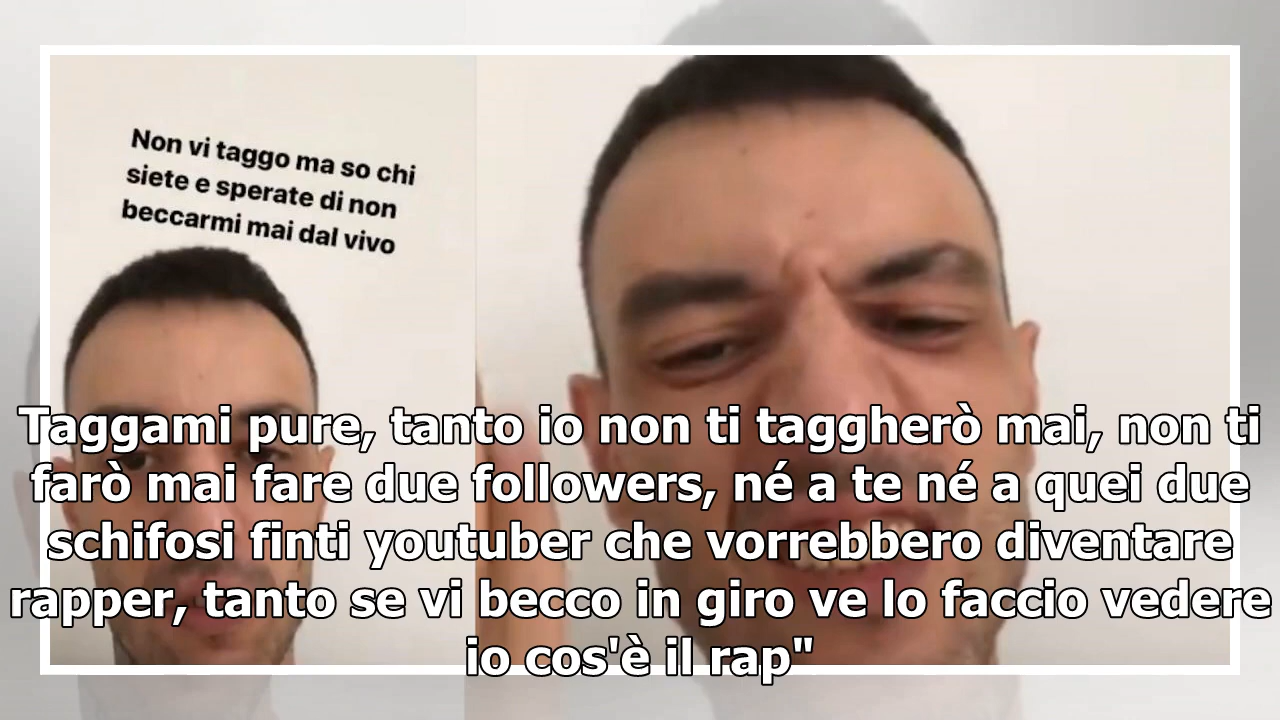 Non vi taggo ma so chi
siete e sperate di non
beccarmi mai dal vivo
Taggami pure, tanto io non ti taggherò mai, non ti
farò mai fare due followers, né a te né a quei due
schifosi finti youtuber che vorrebbero diventare
rapper, tanto se vi becco in giro ve lo faccio vedere
io cos'è il rap"